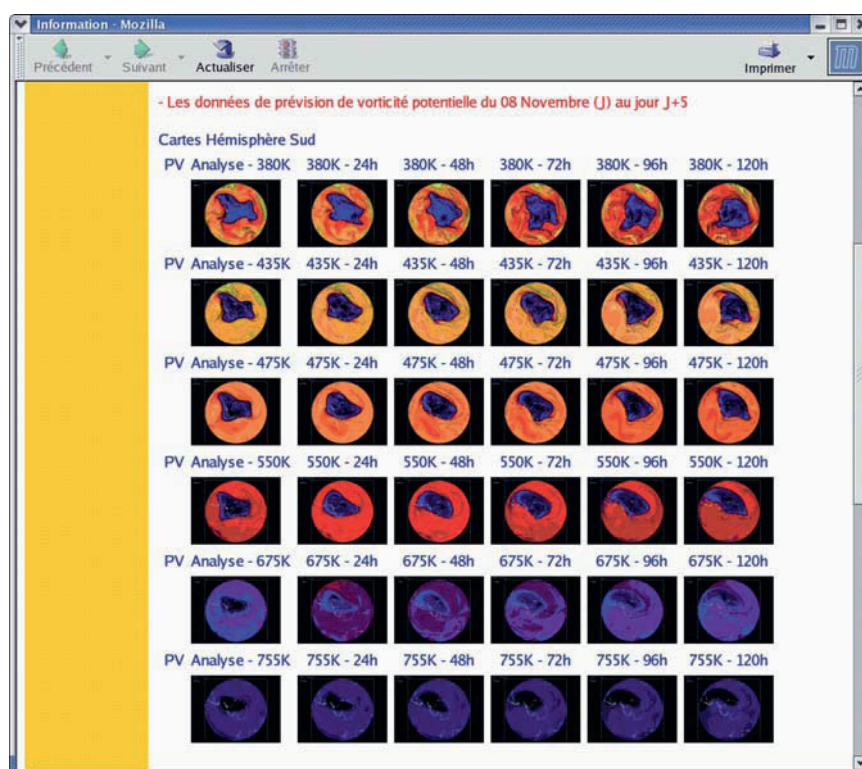 Information - Mozilla
Précédent Suivant Actualiser Arrêter Imprimer
- Les données de prévision de vorticité potentielle du 08 Novembre (J) au jour J+5
Cartes Hémisphère Sud
PV Analyse - 380K 380K - 24h 380K - 48h 380K - 72h 380K - 96h 380K - 120h
PV Analyse - 435K 435K - 24h 435K - 48h 435K - 72h 435K - 96h 435K - 120h
PV Analyse - 475K 475K - 24h 475K - 48h 475K - 72h 475K - 96h 475K - 120h
PV Analyse - 550K 550K - 24h 550K - 48h 550K - 72h 550K - 96h 550K - 120h
PV Analyse - 675K 675K - 24h 675K - 48h 675K - 72h 675K - 96h 675K - 120h
PV Analyse - 755K 755K - 24h 755K - 48h 755K - 72h 755K - 96h 755K - 120h